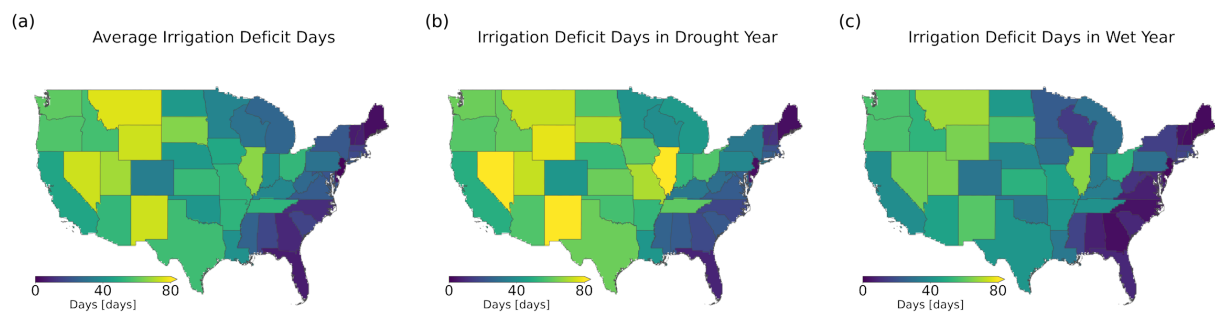 (a)
Average Irrigation Deficit Days
0 40 80
Days [days]
(b)
Irrigation Deficit Days in Drought Year
0 40 80
Days [days]
(c)
Irrigation Deficit Days in Wet Year
0 40 80
Days [days]